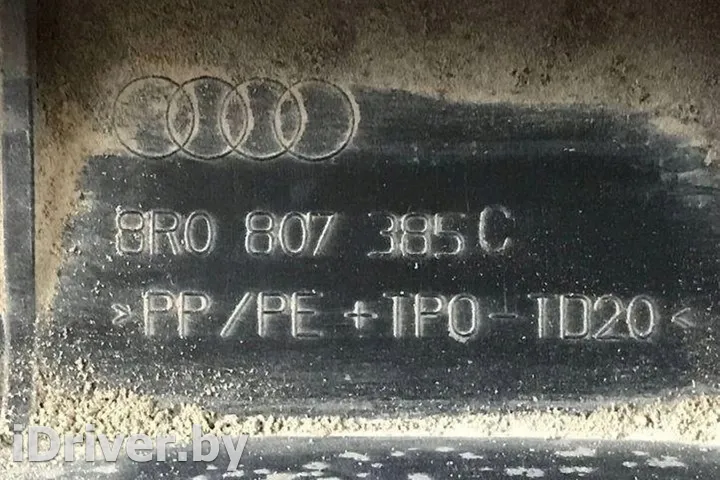 8R0 807 385 C
>PP/PE +TPO-TD20<
iDriver.by